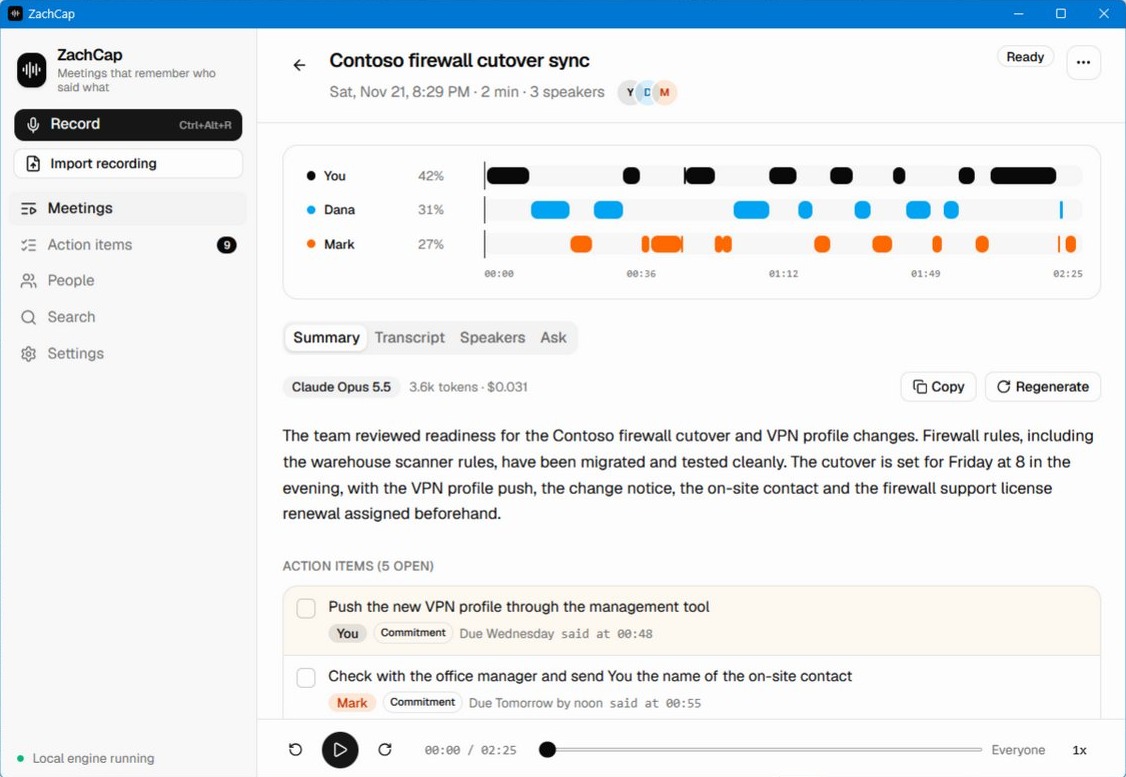 ZachCap
ZachCap
Meetings that remember who
said what
Record Ctrl+Alt+R
Import recording
Meetings
Action items 9
People
Search
Settings
Local engine running
Contoso firewall cutover sync
Sat, Nov 21, 8:29 PM · 2 min · 3 speakers Y D M
Ready
You 42%
Dana 31%
Mark 27%
00:00 00:36 01:12 01:49 02:25
Summary Transcript Speakers Ask
Claude Opus 5.5 3.6k tokens · $0.031
Copy Regenerate
The team reviewed readiness for the Contoso firewall cutover and VPN profile changes. Firewall rules, including
the warehouse scanner rules, have been migrated and tested cleanly. The cutover is set for Friday at 8 in the
evening, with the VPN profile push, the change notice, the on-site contact and the firewall support license
renewal assigned beforehand.
ACTION ITEMS (5 OPEN)
Push the new VPN profile through the management tool
You Commitment Due Wednesday said at 00:48
Check with the office manager and send You the name of the on-site contact
Mark Commitment Due Tomorrow by noon said at 00:55
00:00 / 02:25 Everyone 1x